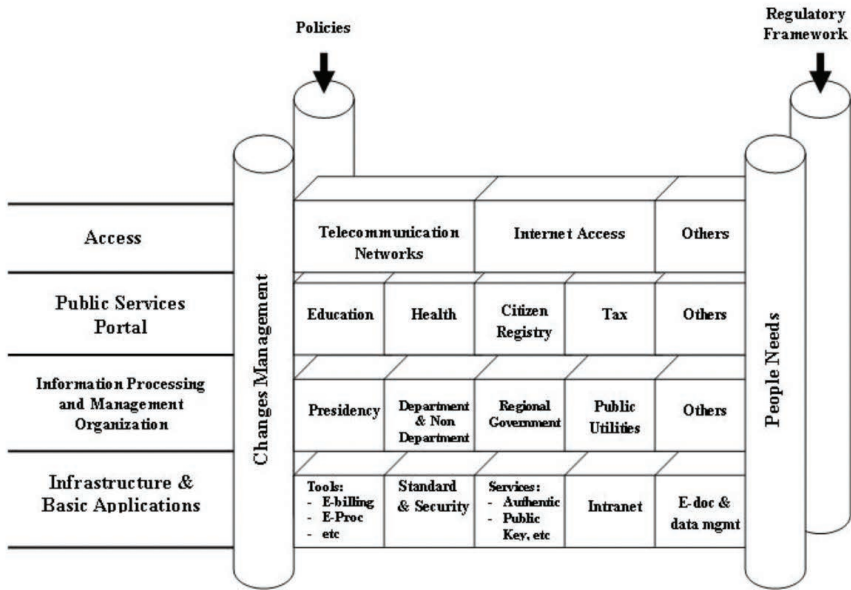 Policies
Regulatory
Framework
Access
Telecommunication
Networks
Internet Access
Others
Public Services
Portal
Education
Health
Citizen
Registry
Tax
Others
Information Processing
and Management
Organization
Presidency
Department
& Non
Department
Regional
Government
Public
Utilities
Others
Infrastructure &
Basic Applications
Tools:
- E-billing
- E-Proc
- etc
Standard
& Security
Services:
- Authentic
- Public
Key, etc
Intranet
E-doc &
data mgmt
Changes Management
People Needs